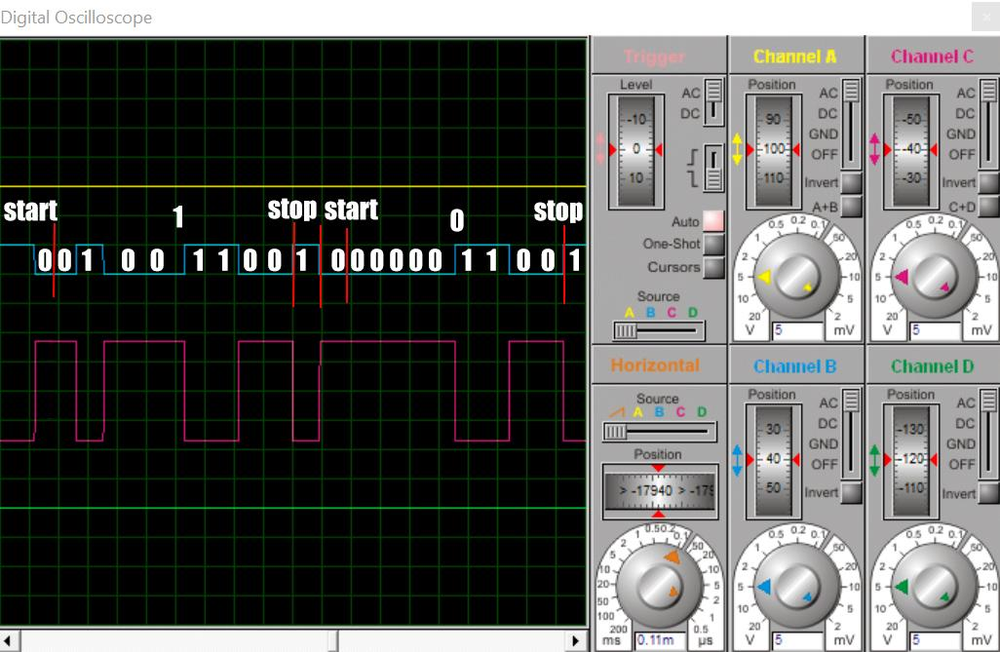 Digital Oscilloscope
start
1
stop
start
0
stop
0
0
1
0 0
1 1
0 0
1
000000
1 1
0 0
1
Trigger
Level
-10
0
10
AC
DC
Auto
One-Shot
Cursors
Source
A B C D
Horizontal
Source
A B C D
Position
> -17940 > -179
1 0.5 0.2 0.1 50 20 10 5 2 1 0.5
2 5 10 20 50 100 200
ms
0.11m
µs
Channel A
Position
90
100
110
AC
DC
GND
OFF
Invert
A+B
20 10 5 2 1 0.5 0.2 0.1 50 20 10 5 2
V
5
mV
Channel C
Position
-50
-40
-30
AC
DC
GND
OFF
Invert
C+D
20 10 5 2 1 0.5 0.2 0.1 50 20 10 5 2
V
5
mV
Channel B
Position
30
40
50
AC
DC
GND
OFF
Invert
20 10 5 2 1 0.5 0.2 0.1 50 20 10 5 2
V
5
mV
Channel D
Position
-130
-120
-110
AC
DC
GND
OFF
Invert
20 10 5 2 1 0.5 0.2 0.1 50 20 10 5 2
V
5
mV